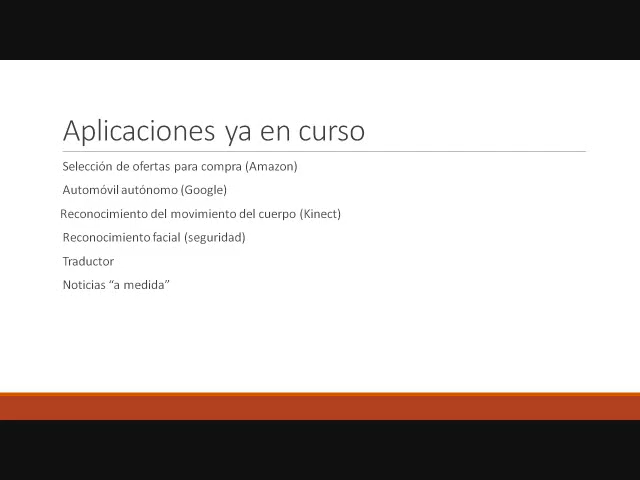 Aplicaciones ya en curso
Selección de ofertas para compra (Amazon)
Automóvil autónomo (Google)
Reconocimiento del movimiento del cuerpo (Kinect)
Reconocimiento facial (seguridad)
Traductor
Noticias “a medida”